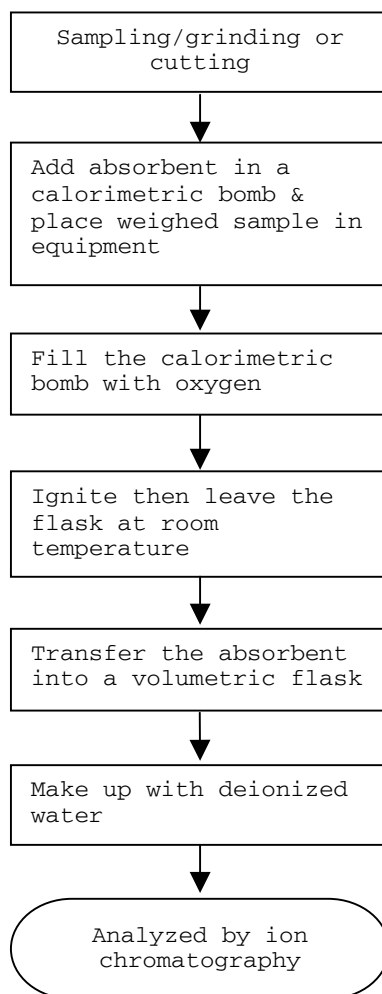 Sampling/grinding or
cutting
Add absorbent in a
calorimetric bomb &
place weighed sample in
equipment
Fill the calorimetric
bomb with oxygen
Ignite then leave the
flask at room
temperature
Transfer the absorbent
into a volumetric flask
Make up with deionized
water
Analyzed by ion
chromatography